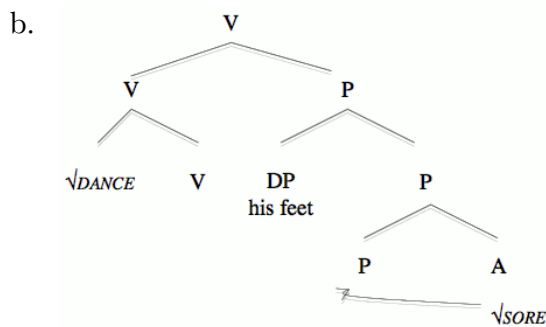 b.
V
V P
√DANCE V DP P
his feet
P A
√SORE